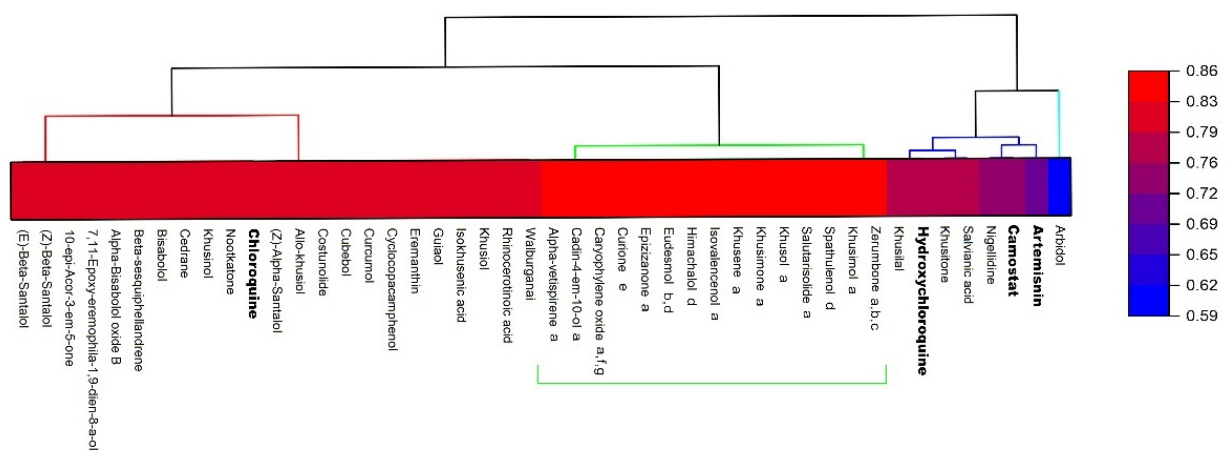 (E)-Beta-Santalol
(Z)-Beta-Santalol
10-epi-Acor-3-em-5-one
7,11-Epoxy-eremophila-1,9-dien-8-a-ol
Alpha-Bisabolol oxide B
Beta-sesquiphellandrene
Bisabolol
Cedrane
Khusinol
Nootkatone
Chloroquine
(Z)-Alpha-Santalol
Allo-khusiol
Costunolide
Cubebol
Curcumol
Cyclocopacamphenol
Eremanthin
Guaiol
Isokhusenic acid
Khusiol
Rhinocerotinoic acid
Walburganai
Alpha-vetispirene a
Cadin-4-em-10-ol a
Caryophylene oxide a,f,g
Curione e
Epizizanone a
Eudesmol b,d
Himachalol d
Isovalencenol a
Khusene a
Khusimone a
Khusol a
Salutarisolide a
Spathulenol d
Khusimol a
Zerumbone a,b,c
Khusilal
Hydroxychloroquine
Khusitone
Salvianic acid
Nigellidine
Camostat
Artemisnin
Arbidol
0.86
0.83
0.79
0.76
0.72
0.69
0.65
0.62
0.59